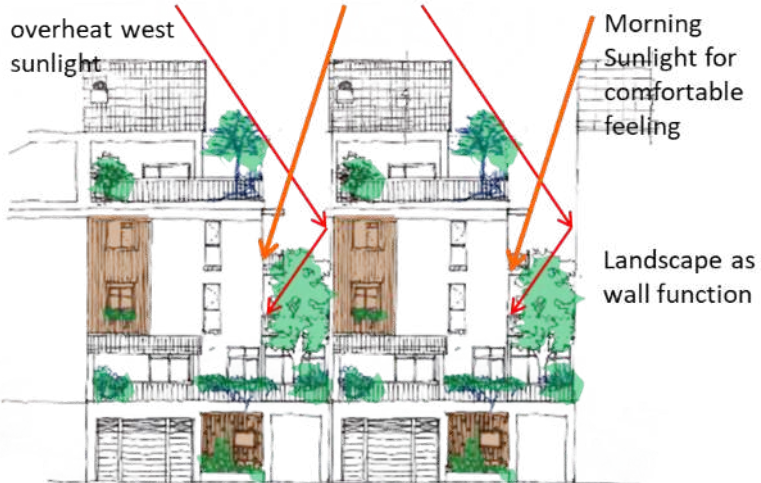 overheat west
sunlight
Morning
Sunlight for
comfortable
feeling
Landscape as
wall function